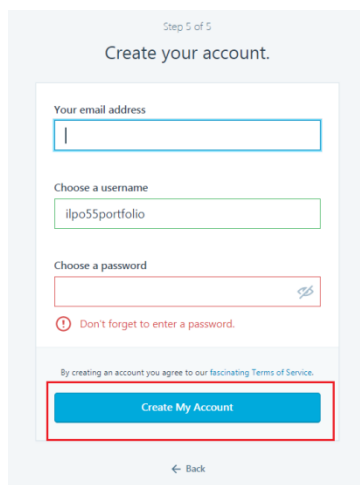 Step 5 of 5
Create your account.
Your email address
Choose a username
ilpo55portfolio
Choose a password
Don't forget to enter a password.
By creating an account you agree to our fascinating Terms of Service.
Create My Account
← Back